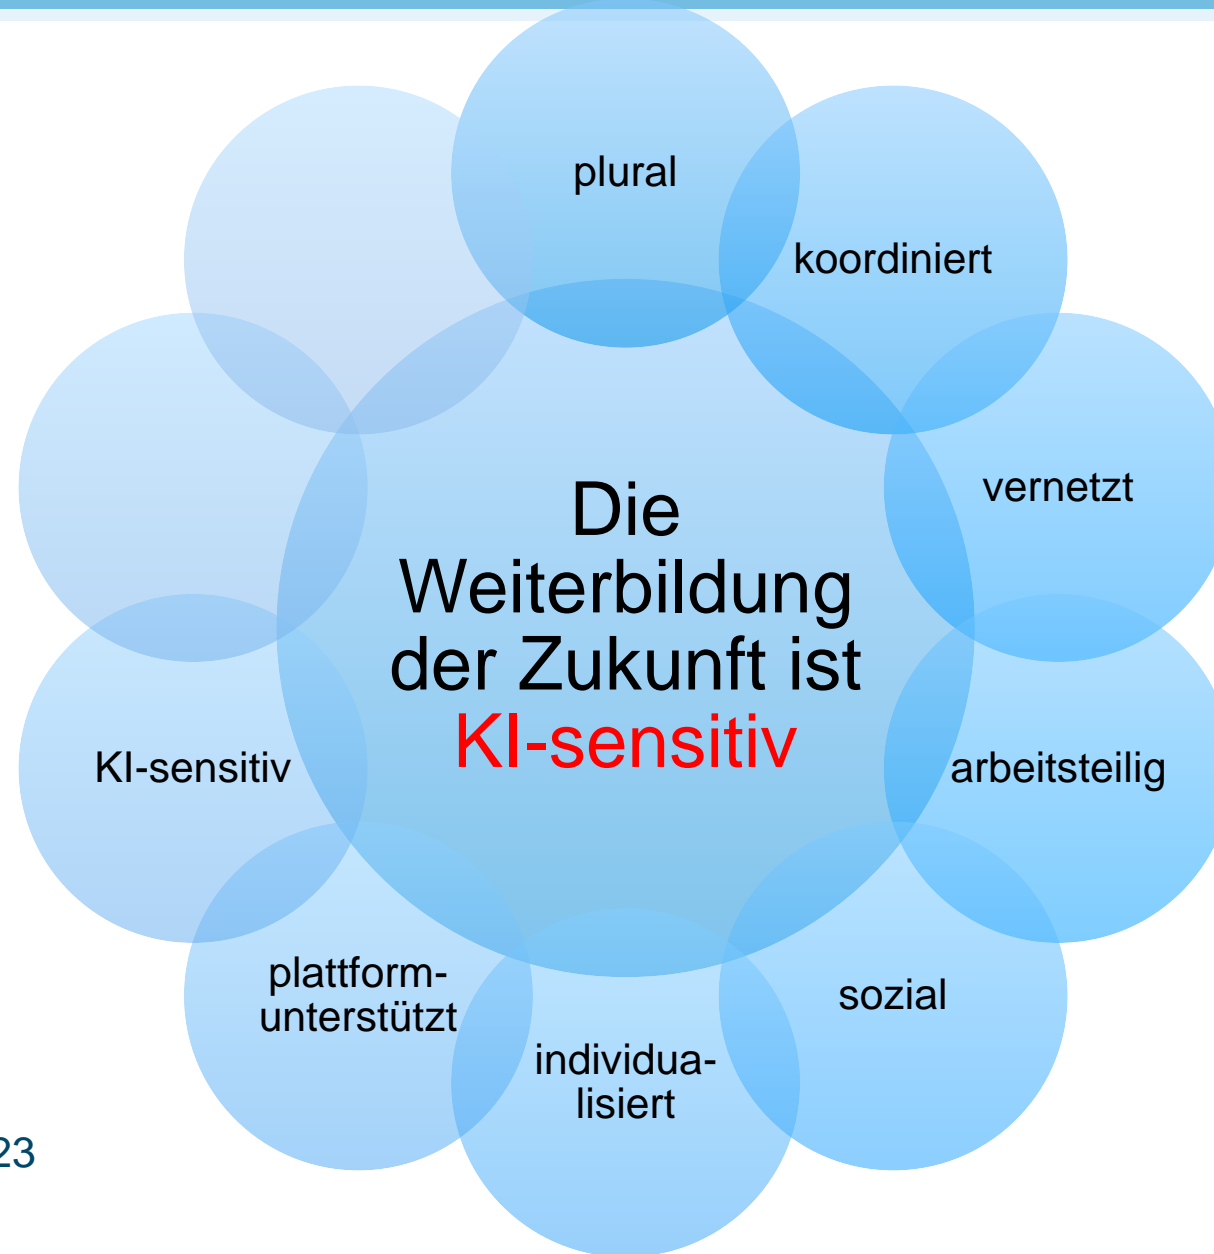 plural
koordiniert
vernetzt
Die
Weiterbildung
der Zukunft ist
KI-sensitiv
KI-sensitiv
arbeitsteilig
plattform-
unterstützt
sozial
individua-
lisiert
23